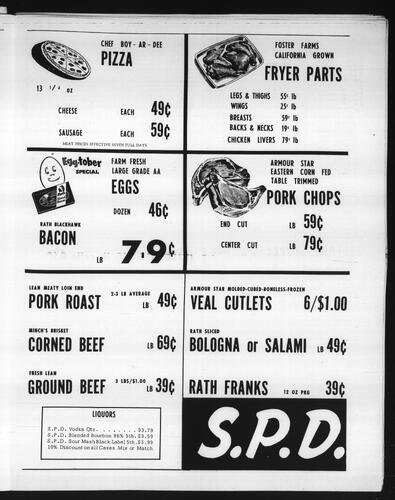 CHEF BOY-AR-DEE
PIZZA
13 1/4 OZ
CHEESE EACH 49¢
SAUSAGE EACH 59¢
MEAT PRICES EFFECTIVE SEVEN FULL DAYS
FOSTER FARMS
CALIFORNIA GROWN
FRYER PARTS
LEGS & THIGHS 55¢ lb
WINGS 25¢ lb
BREASTS 59¢ lb
BACKS & NECKS 19¢ lb
CHICKEN LIVERS 79¢ lb
Egg-tober
SPECIAL
FARM FRESH
LARGE GRADE AA
EGGS
DOZEN 46¢
RATH BLACKHAWK
BACON
LB 7.9¢
ARMOUR STAR
EASTERN CORN FED
TABLE TRIMMED
PORK CHOPS
END CUT LB 59¢
CENTER CUT LB 79¢
LEAN MEATY LOIN END
PORK ROAST 2-3 LB AVERAGE LB 49¢
MINCH'S BRISKET
CORNED BEEF LB 69¢
FRESH LEAN
GROUND BEEF 3 LBS/$1.00 LB 39¢
ARMOUR STAR MOLDED-CUBED-BONELESS-FROZEN
VEAL CUTLETS 6/$1.00
RATH SLICED
BOLOGNA or SALAMI LB 49¢
RATH FRANKS 12 OZ PKG 39¢
LIQUORS
S.P.D. Vodka Qts. . . . . . . . $3.79
S.P.D. Blended Bourbon 86% 5th. $3.59
S.P.D. Sour Mash Black Label 5th. $3.99
10% Discount on all Cases Mix or Match
S.P.D.